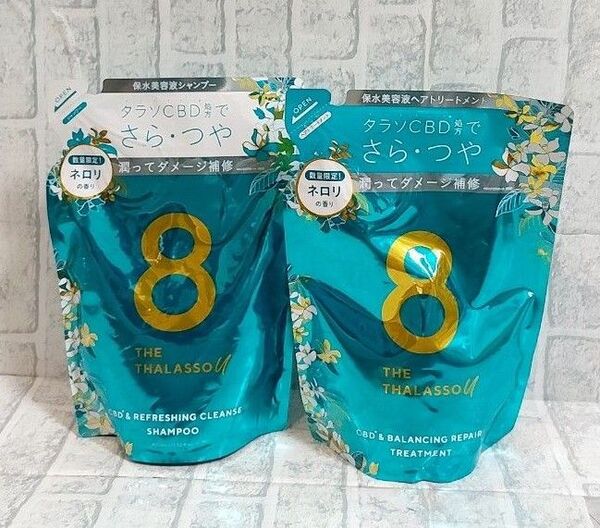 保水美容液シャンプー
OPEN
タラソCBD処方で
さら・つや
数量限定!
ネロリ
の香り
潤ってダメージ補修
8
THE
THALASSO u
CBD* & REFRESHING CLEANSE
SHAMPOO
保水美容液ヘアトリートメント
OPEN
タラソCBD処方で
さら・つや
数量限定!
ネロリ
の香り
潤ってダメージ補修
8
THE
THALASSO u
CBD* & BALANCING REPAIR
TREATMENT